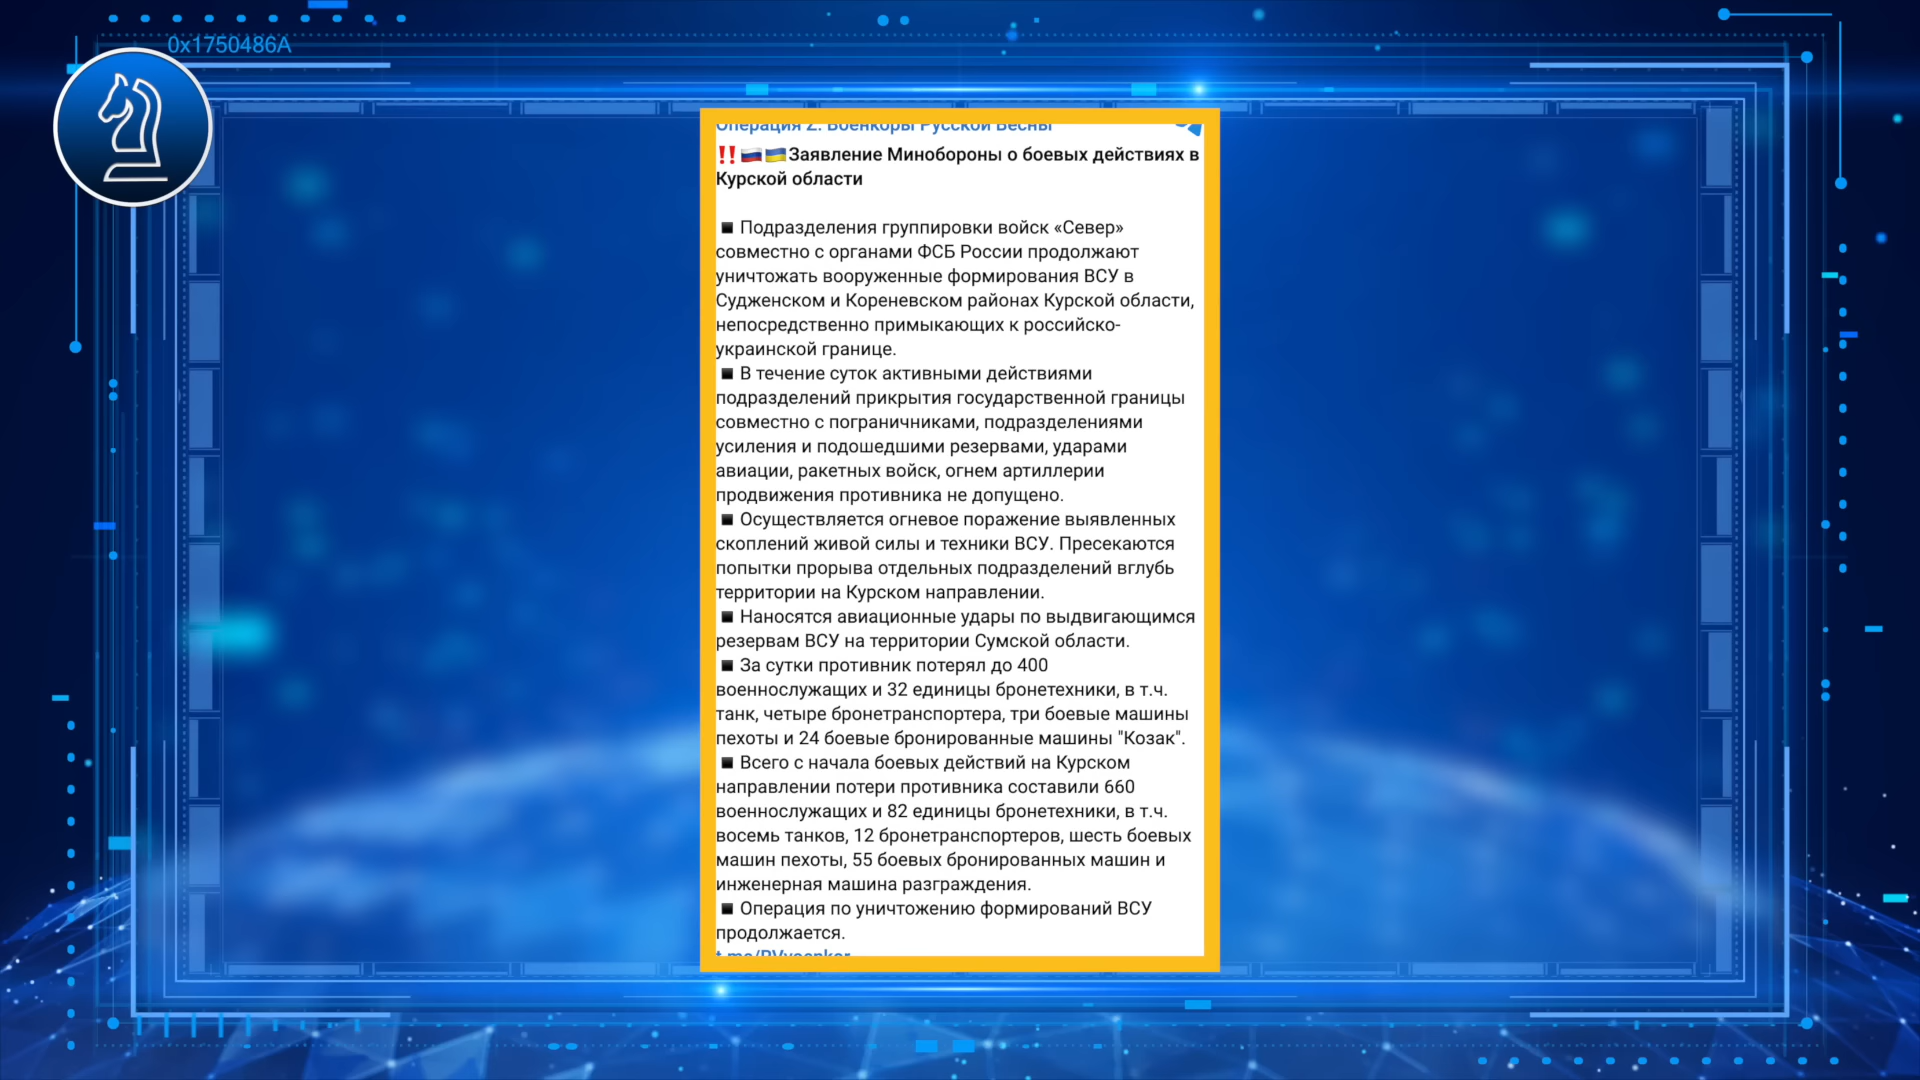 0x1750486A
Операция Z: Военкоры Русской Весны
‼️🇷🇺🇺🇦Заявление Минобороны о боевых действиях в
Курской области
▪️ Подразделения группировки войск «Север»
совместно с органами ФСБ России продолжают
уничтожать вооруженные формирования ВСУ в
Судженском и Кореневском районах Курской области,
непосредственно примыкающих к российско-
украинской границе.
▪️ В течение суток активными действиями
подразделений прикрытия государственной границы
совместно с пограничниками, подразделениями
усиления и подошедшими резервами, ударами
авиации, ракетных войск, огнем артиллерии
продвижения противника не допущено.
▪️ Осуществляется огневое поражение выявленных
скоплений живой силы и техники ВСУ. Пресекаются
попытки прорыва отдельных подразделений вглубь
территории на Курском направлении.
▪️ Наносятся авиационные удары по выдвигающимся
резервам ВСУ на территории Сумской области.
▪️ За сутки противник потерял до 400
военнослужащих и 32 единицы бронетехники, в т.ч.
танк, четыре бронетранспортера, три боевые машины
пехоты и 24 боевые бронированные машины "Козак".
▪️ Всего с начала боевых действий на Курском
направлении потери противника составили 660
военнослужащих и 82 единицы бронетехники, в т.ч.
восемь танков, 12 бронетранспортеров, шесть боевых
машин пехоты, 55 боевых бронированных машин и
инженерная машина разграждения.
▪️ Операция по уничтожению формирований ВСУ
продолжается.
t.me/RVvoenkor